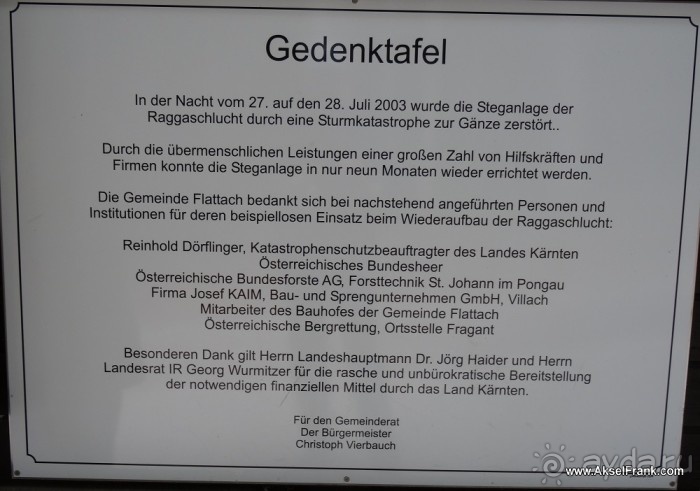 Gedenktafel
In der Nacht vom 27. auf den 28. Juli 2003 wurde die Steganlage der
Raggaschlucht durch eine Sturmkatastrophe zur Gänze zerstört..
Durch die übermenschlichen Leistungen einer großen Zahl von Hilfskräften und
Firmen konnte die Steganlage in nur neun Monaten wieder errichtet werden.
Die Gemeinde Flattach bedankt sich bei nachstehend angeführten Personen und
Institutionen für deren beispiellosen Einsatz beim Wiederaufbau der Raggaschlucht:
Reinhold Dörflinger, Katastrophenschutzbeauftragter des Landes Kärnten
Österreichisches Bundesheer
Österreichische Bundesforste AG, Forsttechnik St. Johann im Pongau
Firma Josef KAIM, Bau- und Sprengunternehmen GmbH, Villach
Mitarbeiter des Bauhofes der Gemeinde Flattach
Österreichische Bergrettung, Ortsstelle Fragant
Besonderen Dank gilt Herrn Landeshauptmann Dr. Jörg Haider und Herrn
Landesrat IR Georg Wurmitzer für die rasche und unbürokratische Bereitstellung
der notwendigen finanziellen Mittel durch das Land Kärnten.
Für den Gemeinderat
Der Bürgermeister
Christoph Vierbauch
ayda.ru
www.AkselFrank.com